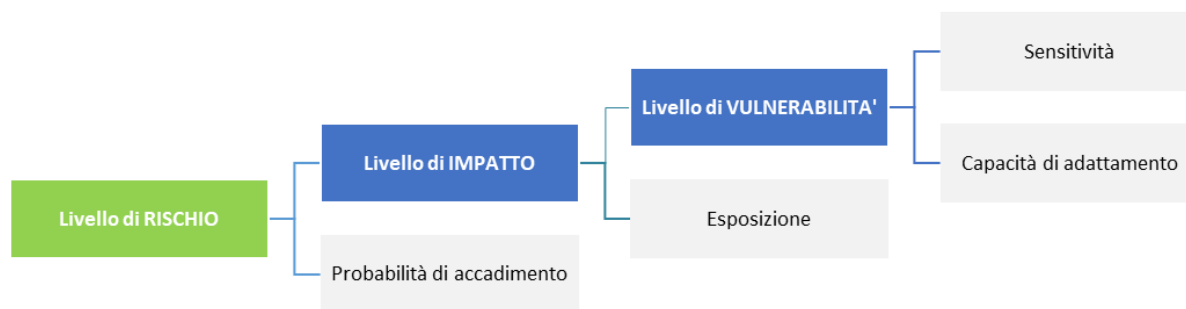 Sensitività
Livello di VULNERABILITA'
Livello di IMPATTO
Capacità di adattamento
Livello di RISCHIO
Esposizione
Probabilità di accadimento